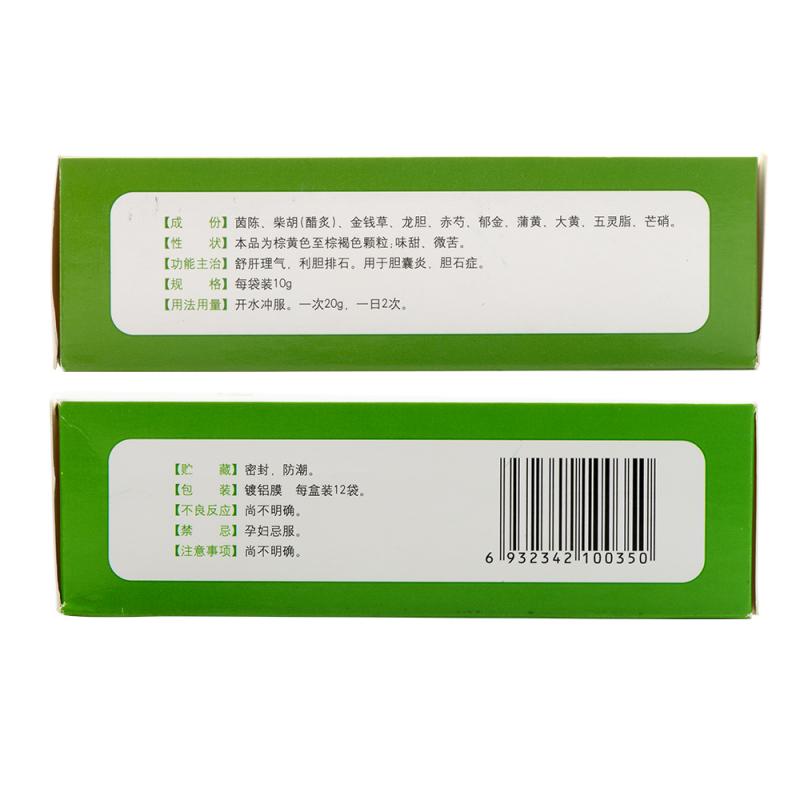 【成 份】茵陈、柴胡(醋炙)、金钱草、龙胆、赤芍、郁金、蒲黄、大黄、五灵脂、芒硝。
【性 状】本品为棕黄色至棕褐色颗粒;味甜、微苦。
【功能主治】舒肝理气，利胆排石。用于胆囊炎，胆石症。
【规 格】每袋装10g
【用法用量】开水冲服。一次20g，一日2次。
【贮 藏】密封，防潮。
【包 装】镀铝膜 每盒装12袋。
【不良反应】尚不明确。
【禁 忌】孕妇忌服。
【注意事项】尚不明确。
6 932342 100350